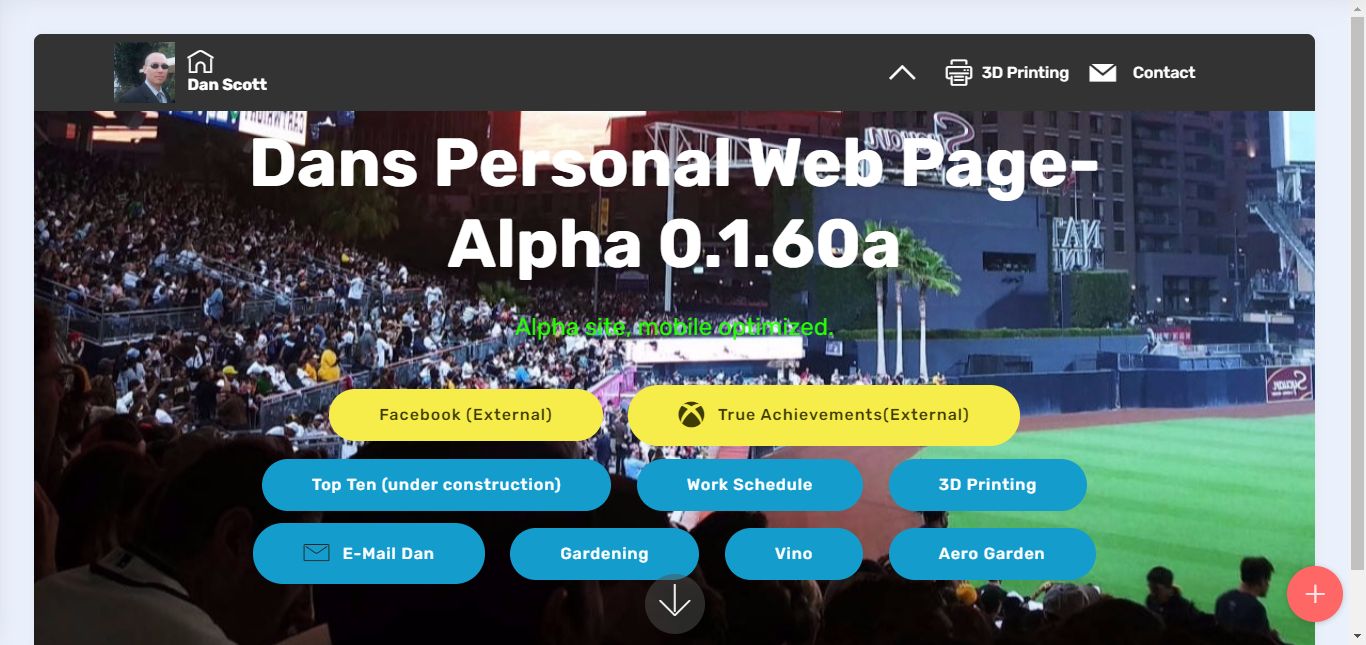 Dan Scott
3D Printing
Contact
Dans Personal Web Page-
Alpha 0.1.60a
Alpha site, mobile optimized.
Facebook (External)
True Achievements(External)
Top Ten (under construction)
Work Schedule
3D Printing
E-Mail Dan
Gardening
Vino
Aero Garden